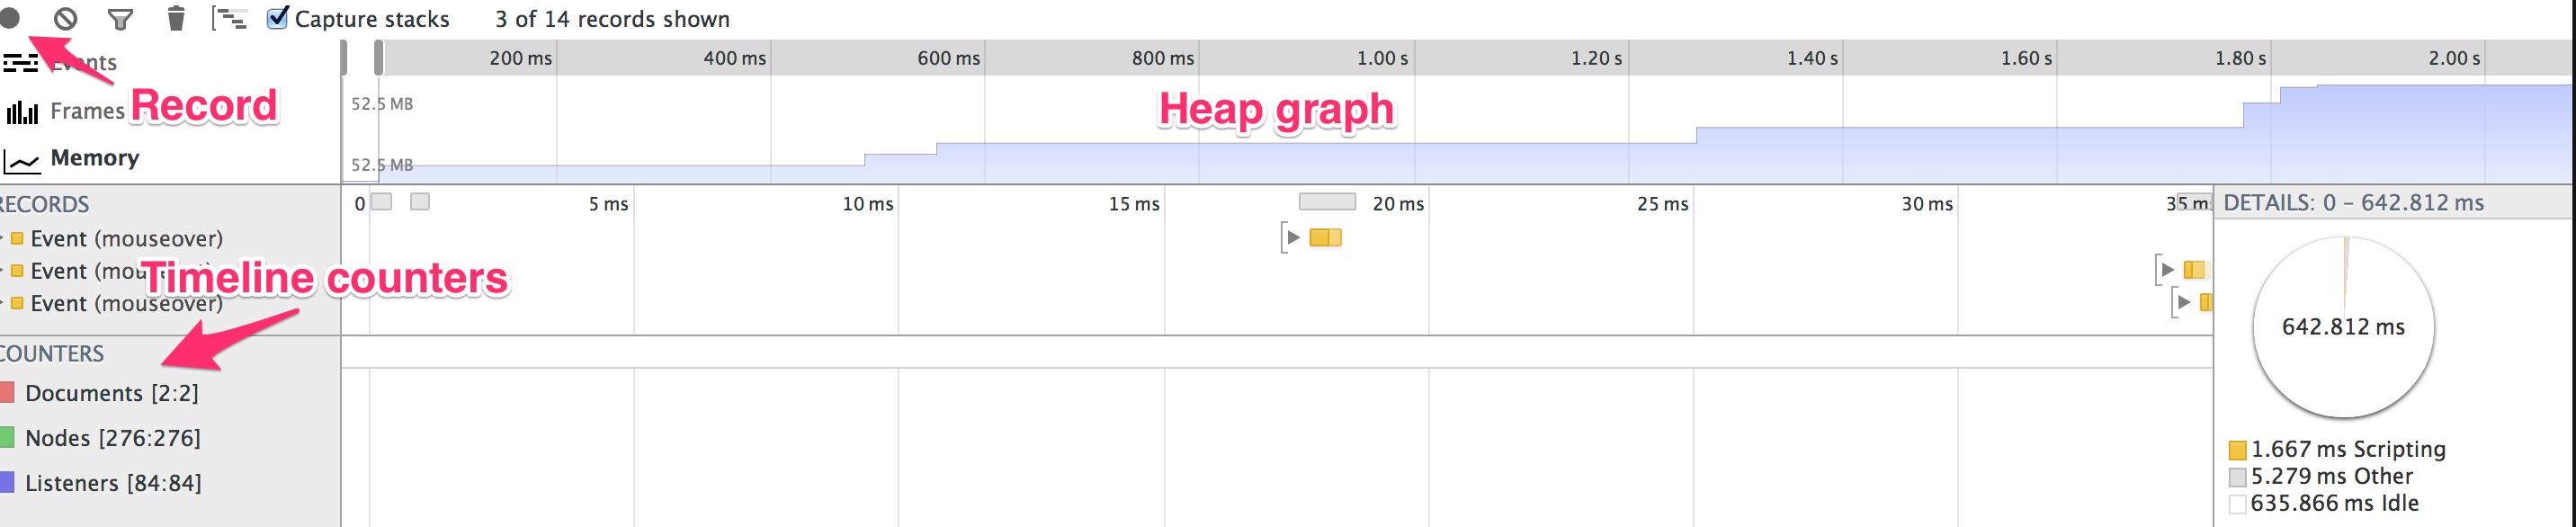 Capture stacks 3 of 14 records shown
Events
Frames
Memory
Record
200 ms 400 ms 600 ms 800 ms 1.00 s 1.20 s 1.40 s 1.60 s 1.80 s 2.00 s
52.5 MB
52.5 MB
Heap graph
RECORDS
Event (mouseover)
Event (mou
Event (mouseover)
Timeline counters
0 5 ms 10 ms 15 ms 20 ms 25 ms 30 ms 35 ms
COUNTERS
Documents [2:2]
Nodes [276:276]
Listeners [84:84]
DETAILS: 0 – 642.812 ms
642.812 ms
1.667 ms Scripting
5.279 ms Other
635.866 ms Idle